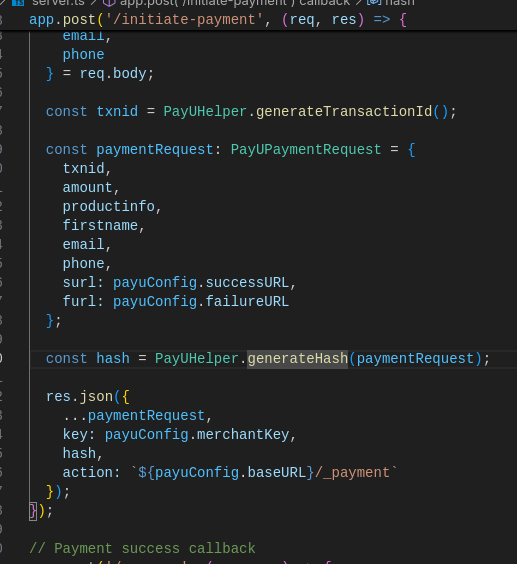 server.ts > app.post('/initiate-payment') callback > hash
app.post('/initiate-payment', (req, res) => {
email,
phone
} = req.body;
const txnid = PayUHelper.generateTransactionId();
const paymentRequest: PayUPaymentRequest = {
txnid,
amount,
productinfo,
firstname,
email,
phone,
surl: payuConfig.successURL,
furl: payuConfig.failureURL
};
const hash = PayUHelper.generateHash(paymentRequest);
res.json({
...paymentRequest,
key: payuConfig.merchantKey,
hash,
action: `${payuConfig.baseURL}/_payment`
});
});
// Payment success callback